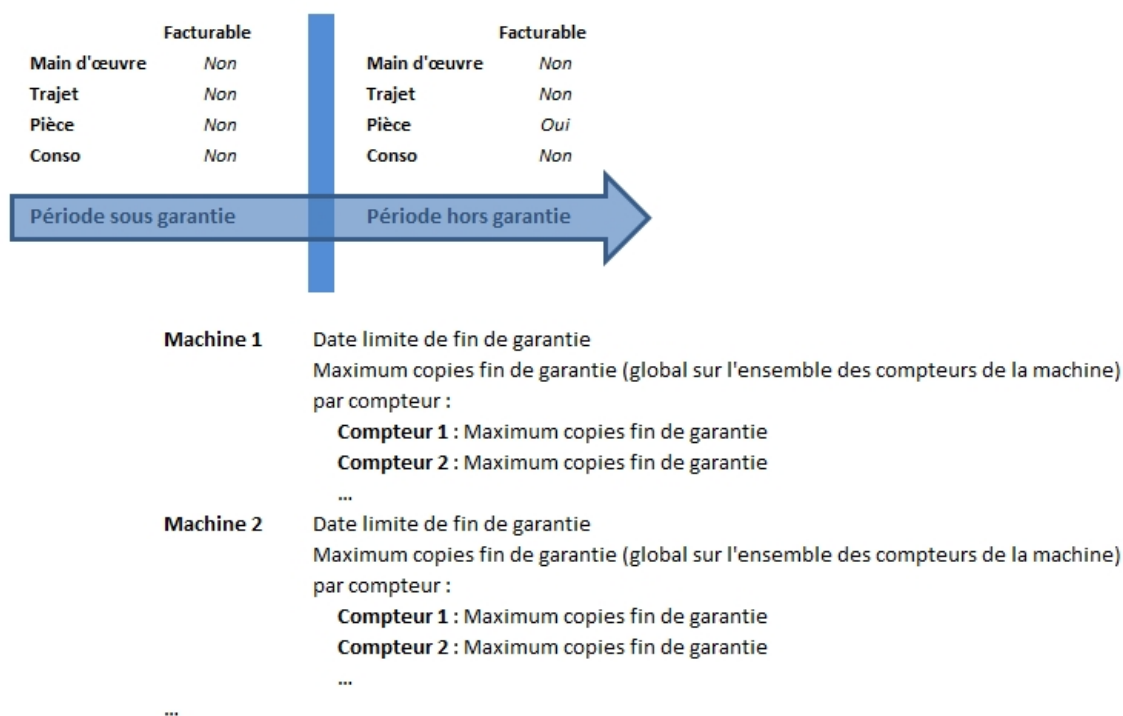 Facturable Facturable
Main d'œuvre Non Main d'œuvre Non
Trajet Non Trajet Non
Pièce Non Pièce Oui
Conso Non Conso Non
Période sous garantie Période hors garantie
Machine 1 Date limite de fin de garantie
Maximum copies fin de garantie (global sur l'ensemble des compteurs de la machine)
par compteur :
Compteur 1 : Maximum copies fin de garantie
Compteur 2 : Maximum copies fin de garantie
...
Machine 2 Date limite de fin de garantie
Maximum copies fin de garantie (global sur l'ensemble des compteurs de la machine)
par compteur :
Compteur 1 : Maximum copies fin de garantie
Compteur 2 : Maximum copies fin de garantie
...
...